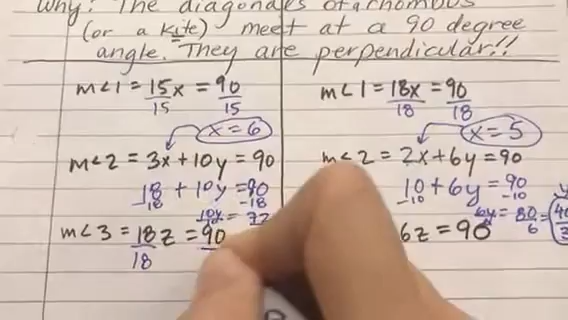 Why? The diagonals of a rhombus
(or a kite) meet at a 90 degree
angle. They are perpendicular!!
m<1 = 15x = 90
15 15
x = 6
m<2 = 3x + 10y = 90
18 + 10y = 90
-18 -18
10y = 72
m<3 = 18z = 90
18
m<1 = 18x = 90
18 18
x = 5
m<2 = 2x + 6y = 90
10 + 6y = 90
-10 -10
6y = 80
6 6
6z = 90